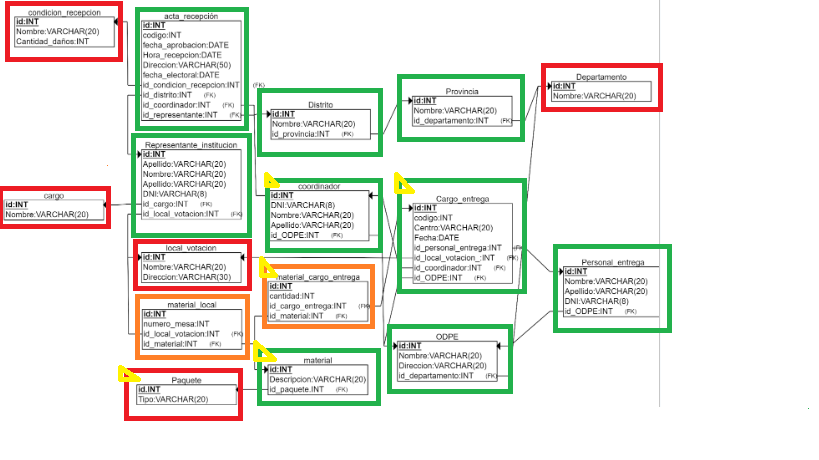 condicion_recepcion
id:INT
Nombre:VARCHAR(20)
Cantidad_daños:INT
acta_recepción
id:INT
codigo:INT
fecha_aprobacion:DATE
Hora_recepcion:DATE
Direccion:VARCHAR(50)
fecha_electoral:DATE
id_condicion_recepcion:INT (FK)
id_distrito:INT (FK)
id_coordinador:INT (FK)
id_representante:INT (FK)
Distrito
id:INT
Nombre:VARCHAR(20)
id_provincia:INT (FK)
Provincia
id:INT
Nombre:VARCHAR(20)
id_departamento:INT (FK)
Departamento
id:INT
Nombre:VARCHAR(20)
Representante_institucion
id:INT
Apellido:VARCHAR(20)
Nombre:VARCHAR(20)
Apellido:VARCHAR(20)
DNI:VARCHAR(8)
id_cargo:INT (FK)
id_local_votacion:INT (FK)
cargo
id:INT
Nombre:VARCHAR(20)
coordinador
id:INT
DNI:VARCHAR(8)
Nombre:VARCHAR(20)
Apellido:VARCHAR(20)
id_ODPE:INT (FK)
Cargo_entrega
id:INT
codigo:INT
Centro:VARCHAR(20)
Fecha:DATE
id_personal_entrega:INT (FK)
id_local_votacion_:INT (FK)
id_coordinador:INT (FK)
id_ODPE:INT (FK)
local_votacion
id:INT
Nombre:VARCHAR(20)
Direccion:VARCHAR(30)
material_cargo_entrega
id:INT
cantidad:INT
id_cargo_entrega:INT (FK)
id_material:INT (FK)
Personal_entrega
id:INT
Nombre:VARCHAR(20)
Apellido:VARCHAR(20)
DNI:VARCHAR(8)
id_ODPE:INT (FK)
material_local
id:INT
numero_mesa:INT
id_local_votacion:INT (FK)
id_material:INT (FK)
ODPE
id:INT
Nombre:VARCHAR(20)
Direccion:VARCHAR(20)
id_departamento:INT (FK)
material
id:INT
Descripcion:VARCHAR(20)
id_paquete:INT (FK)
Paquete
id:INT
Tipo:VARCHAR(20)